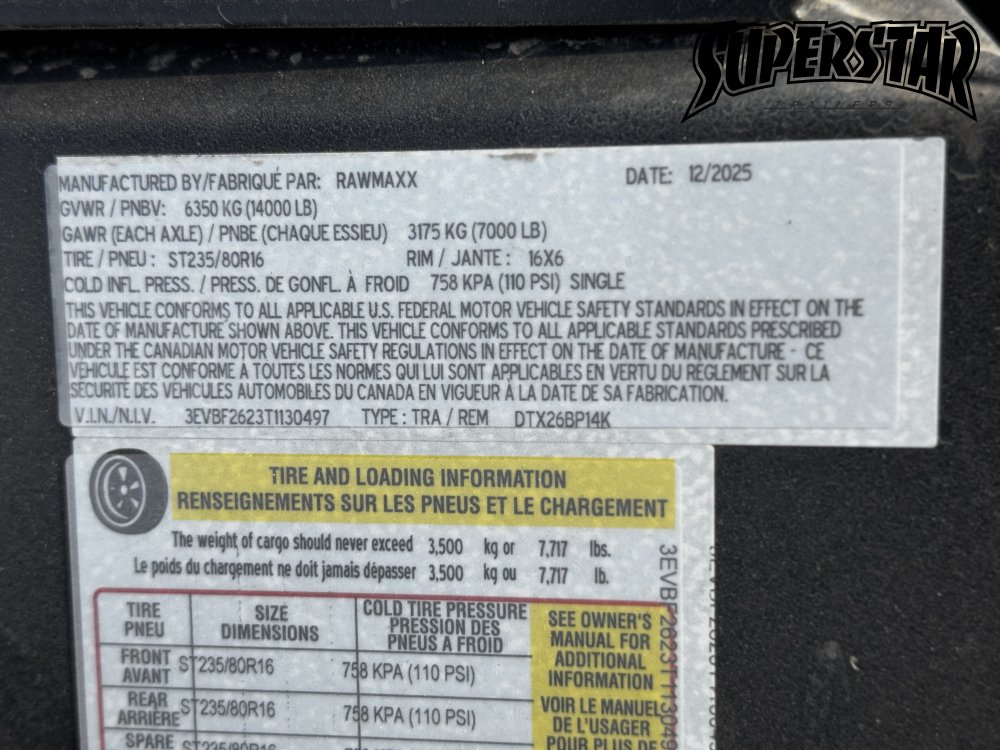 SUPERSTAR
TRAILERS
MANUFACTURED BY/FABRIQUÉ PAR: RAWMAXX DATE: 12/2025
GVWR / PNBV: 6350 KG (14000 LB)
GAWR (EACH AXLE) / PNBE (CHAQUE ESSIEU) 3175 KG (7000 LB)
TIRE / PNEU: ST235/80R16 RIM / JANTE: 16X6
COLD INFL. PRESS. / PRESS. DE GONFL. À FROID 758 KPA (110 PSI) SINGLE
THIS VEHICLE CONFORMS TO ALL APPLICABLE U.S. FEDERAL MOTOR VEHICLE SAFETY STANDARDS IN EFFECT ON THE
DATE OF MANUFACTURE SHOWN ABOVE. THIS VEHICLE CONFORMS TO ALL APPLICABLE STANDARDS PRESCRIBED
UNDER THE CANADIAN MOTOR VEHICLE SAFETY REGULATIONS IN EFFECT ON THE DATE OF MANUFACTURE - CE
VEHICULE EST CONFORME A TOUTES LES NORMES QUI LUI SONT APPLICABLES EN VERTU DU REGLEMENT SUR LA
SÉCURITÉ DES VEHICULES AUTOMOBILES DU CANADA EN VIGUEUR À LA DATE DE SA FABRICATION.
V.I.N./N.I.V. 3EVBF2623T1130497 TYPE : TRA / REM DTX26BP14K
TIRE AND LOADING INFORMATION
RENSEIGNEMENTS SUR LES PNEUS ET LE CHARGEMENT
The weight of cargo should never exceed 3,500 kg or 7,717 lbs.
Le poids du chargement ne doit jamais dépasser 3,500 kg ou 7,717 lb.
TIRE
PNEU
SIZE
DIMENSIONS
COLD TIRE PRESSURE
PRESSION DES
PNEUS A FROID
SEE OWNER'S
MANUAL FOR
ADDITIONAL
INFORMATION
FRONT
AVANT
ST235/80R16 758 KPA (110 PSI)
REAR
ARRIÈRE
ST235/80R16 758 KPA (110 PSI)
VOIR LE MANUEL
DE L'USAGER
POUR PLUS DE
SPARE
ST235/80R16